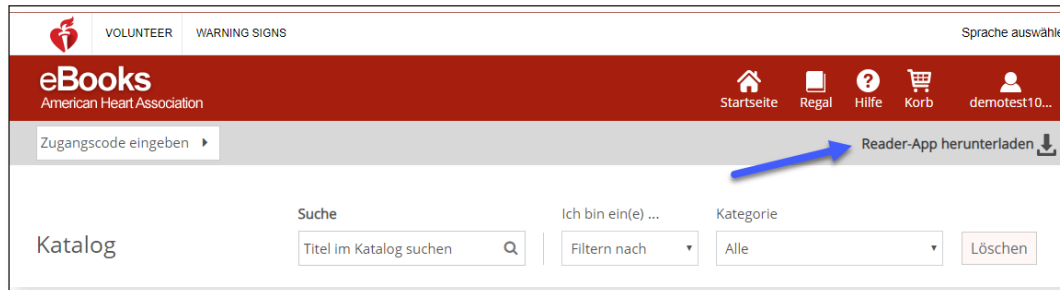 VOLUNTEER WARNING SIGNS Sprache auswähle
eBooks
American Heart Association
Startseite Regal Hilfe Korb demotest10...
Zugangscode eingeben
Reader-App herunterladen
Suche Ich bin ein(e) ... Kategorie
Katalog Titel im Katalog suchen Filtern nach Alle Löschen